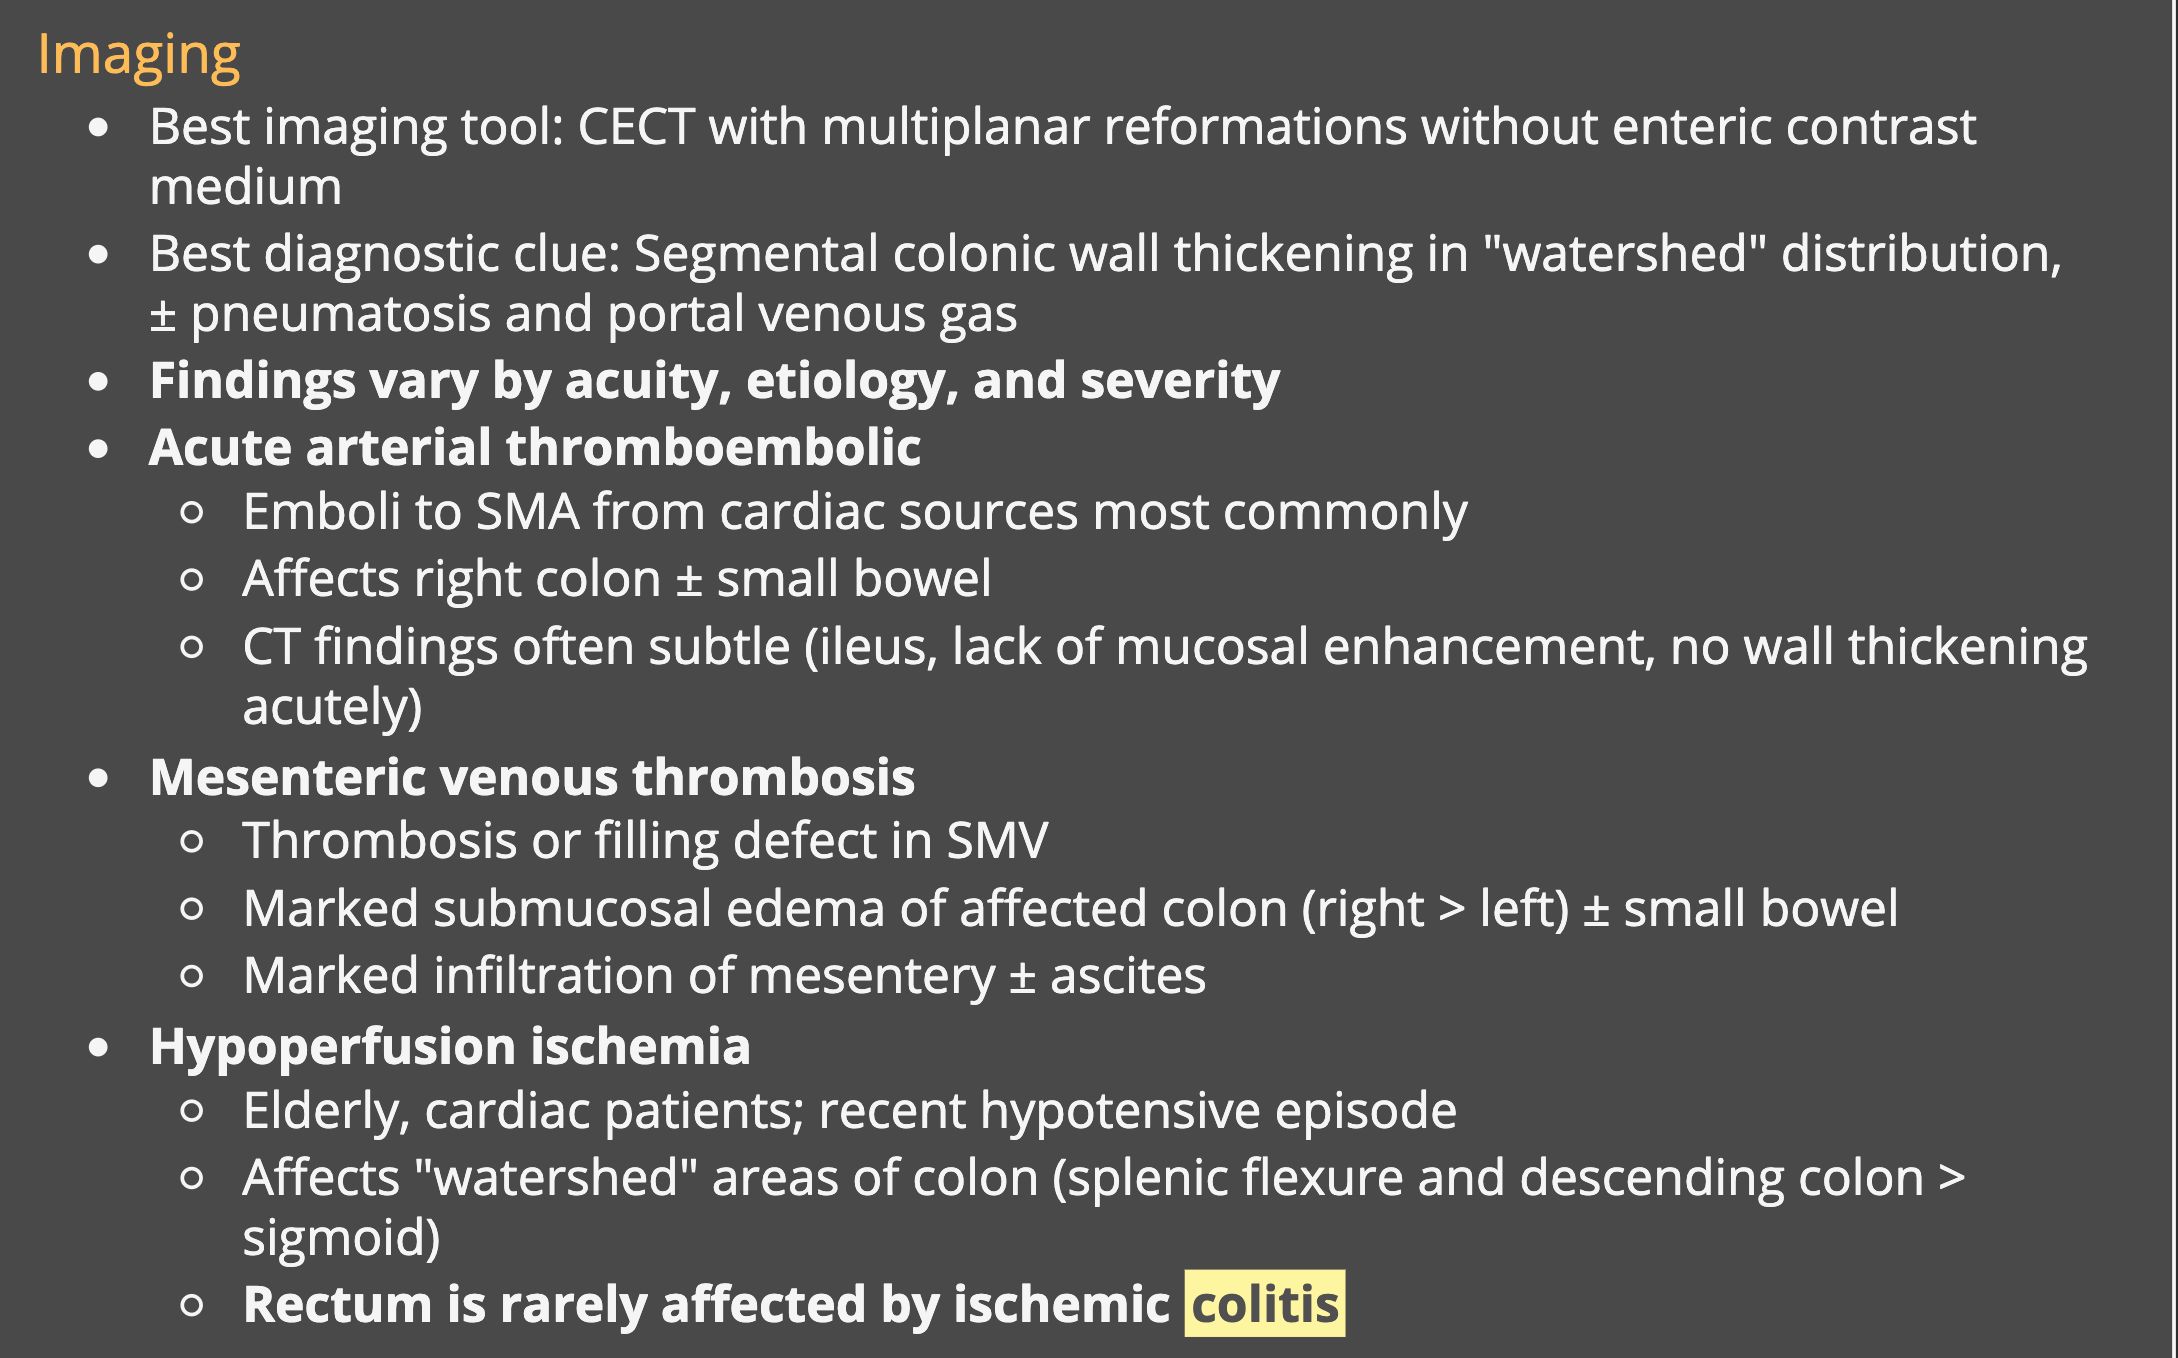 Imaging
• Best imaging tool: CECT with multiplanar reformations without enteric contrast
medium
• Best diagnostic clue: Segmental colonic wall thickening in "watershed" distribution,
± pneumatosis and portal venous gas
• Findings vary by acuity, etiology, and severity
• Acute arterial thromboembolic
○ Emboli to SMA from cardiac sources most commonly
○ Affects right colon ± small bowel
○ CT findings often subtle (ileus, lack of mucosal enhancement, no wall thickening
acutely)
• Mesenteric venous thrombosis
○ Thrombosis or filling defect in SMV
○ Marked submucosal edema of affected colon (right > left) ± small bowel
○ Marked infiltration of mesentery ± ascites
• Hypoperfusion ischemia
○ Elderly, cardiac patients; recent hypotensive episode
○ Affects "watershed" areas of colon (splenic flexure and descending colon >
sigmoid)
○ Rectum is rarely affected by ischemic colitis